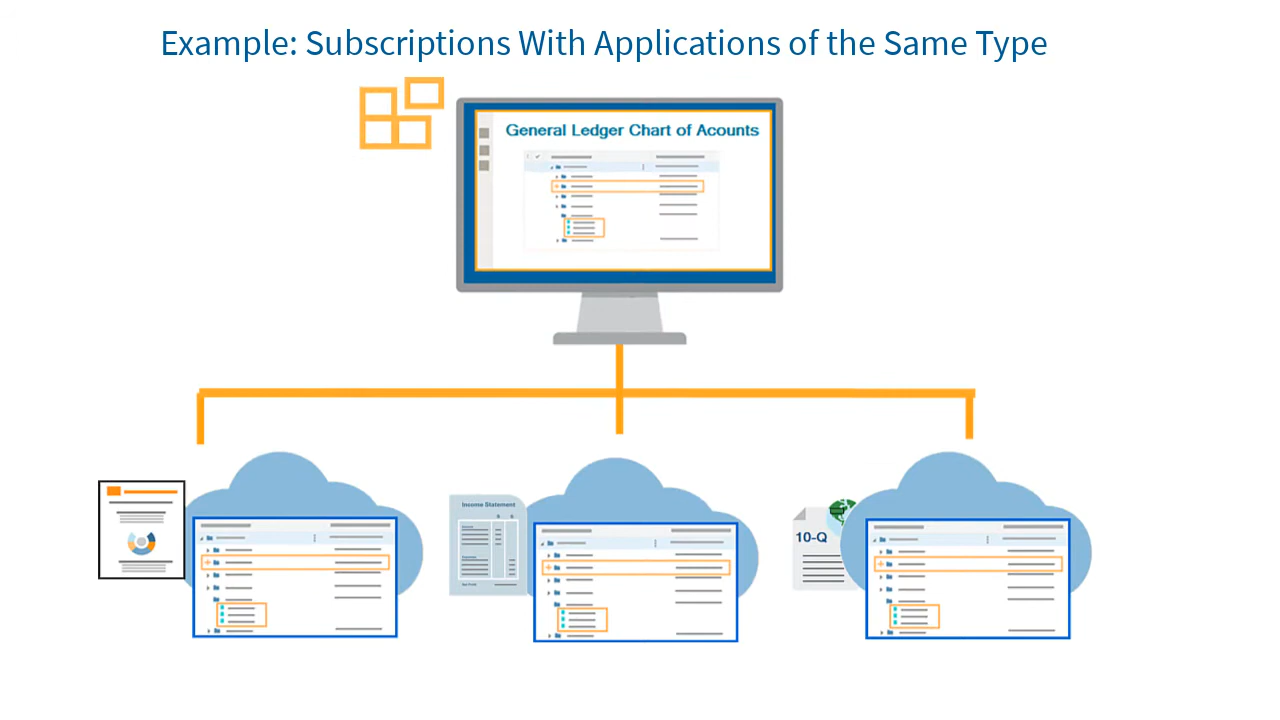 Example: Subscriptions With Applications of the Same Type
General Ledger Chart of Acounts
Income Statement
10-Q